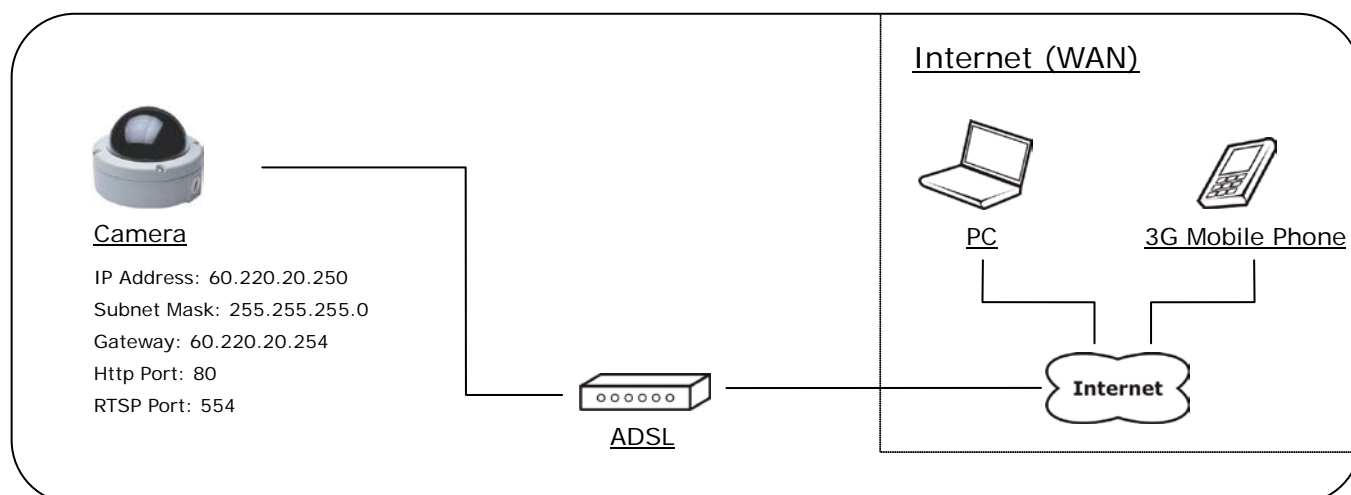 Internet (WAN)
Camera
IP Address: 60.220.20.250
Subnet Mask: 255.255.255.0
Gateway: 60.220.20.254
Http Port: 80
RTSP Port: 554
PC
3G Mobile Phone
Internet
ADSL